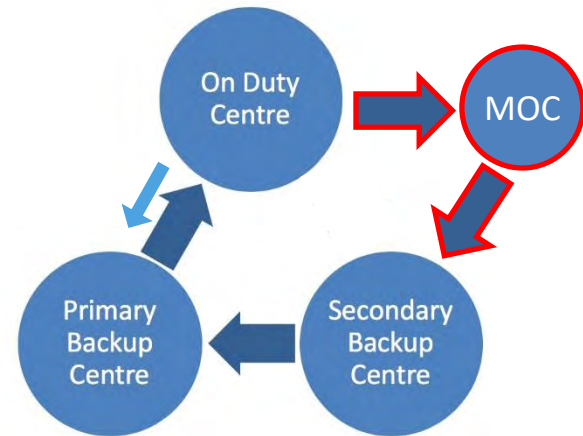 On Duty
Centre
MOC
Primary
Backup
Centre
Secondary
Backup
Centre